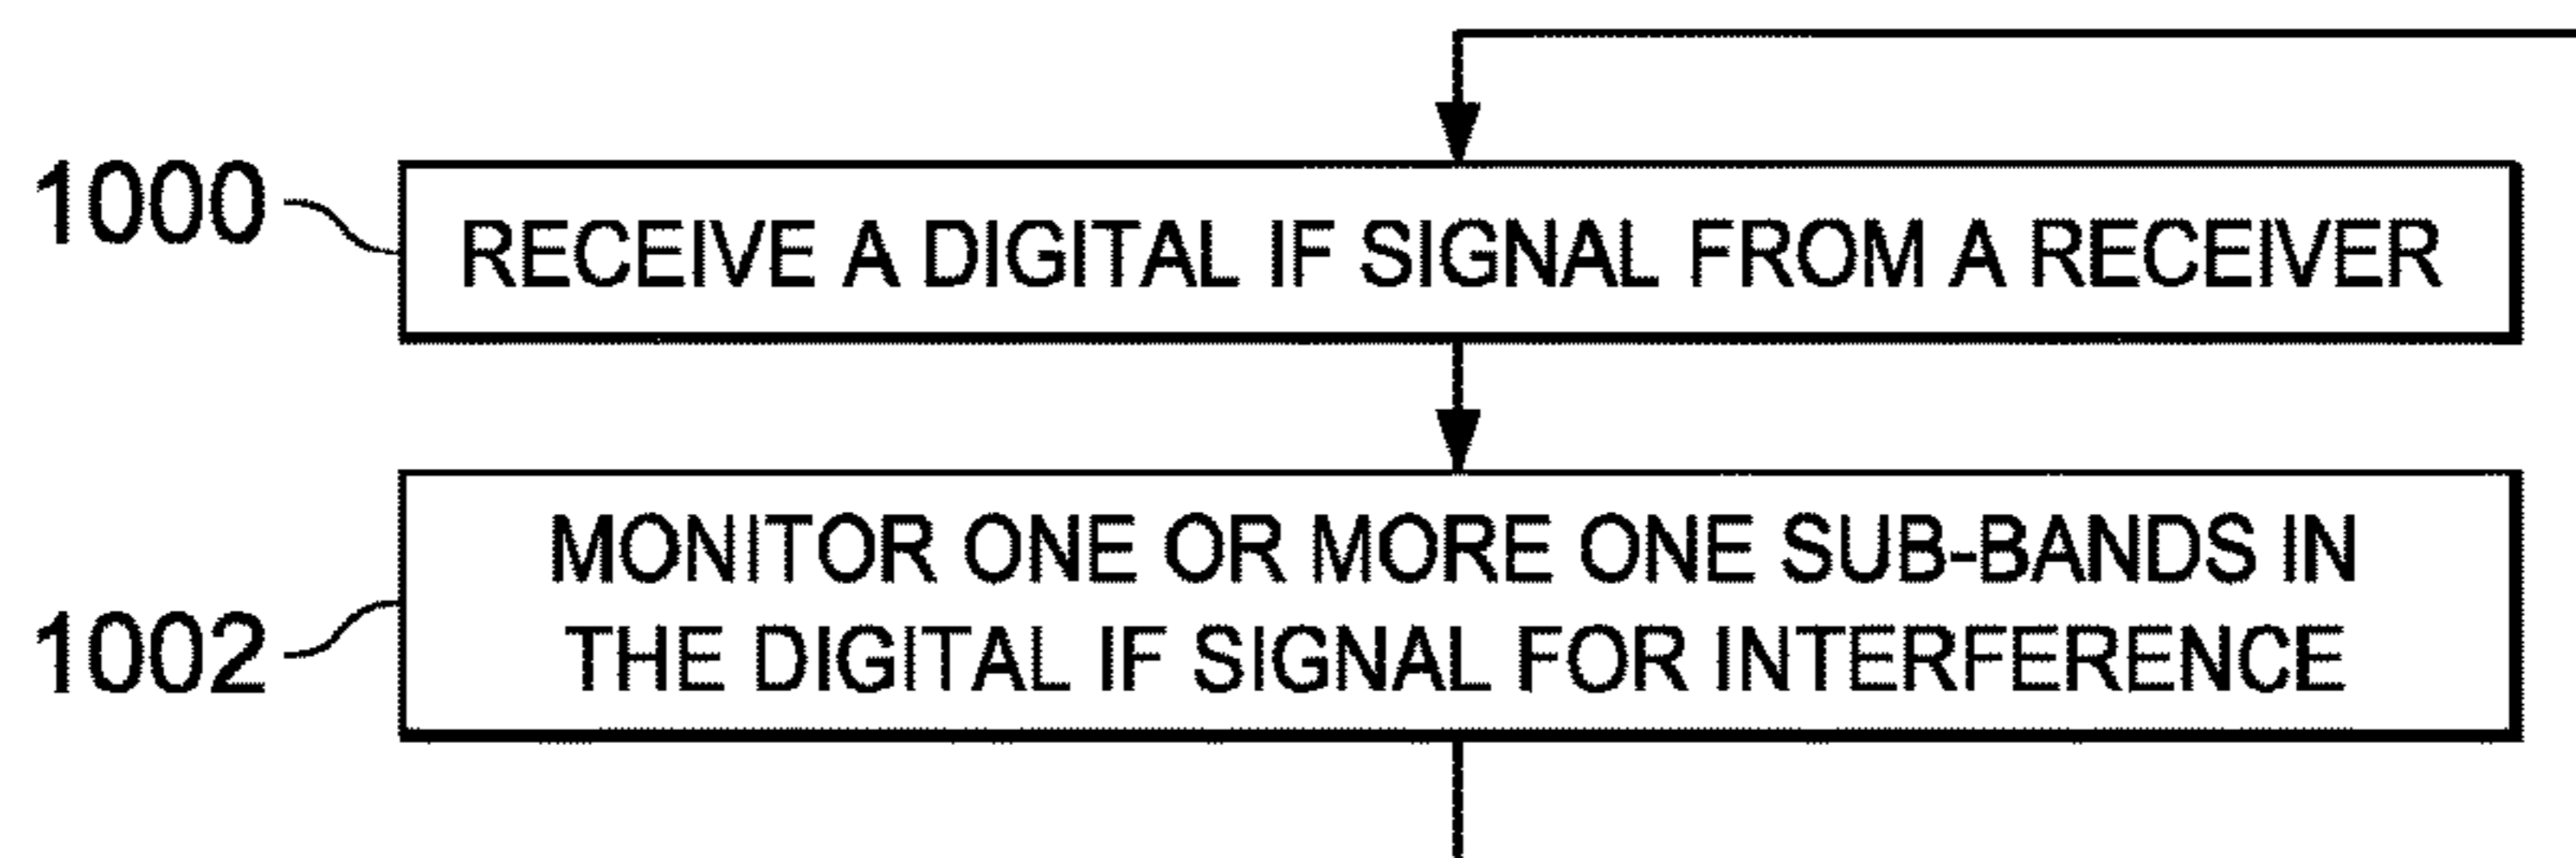 1000
RECEIVE A DIGITAL IF SIGNAL FROM A RECEIVER
1002
MONITOR ONE OR MORE ONE SUB-BANDS IN
THE DIGITAL IF SIGNAL FOR INTERFERENCE